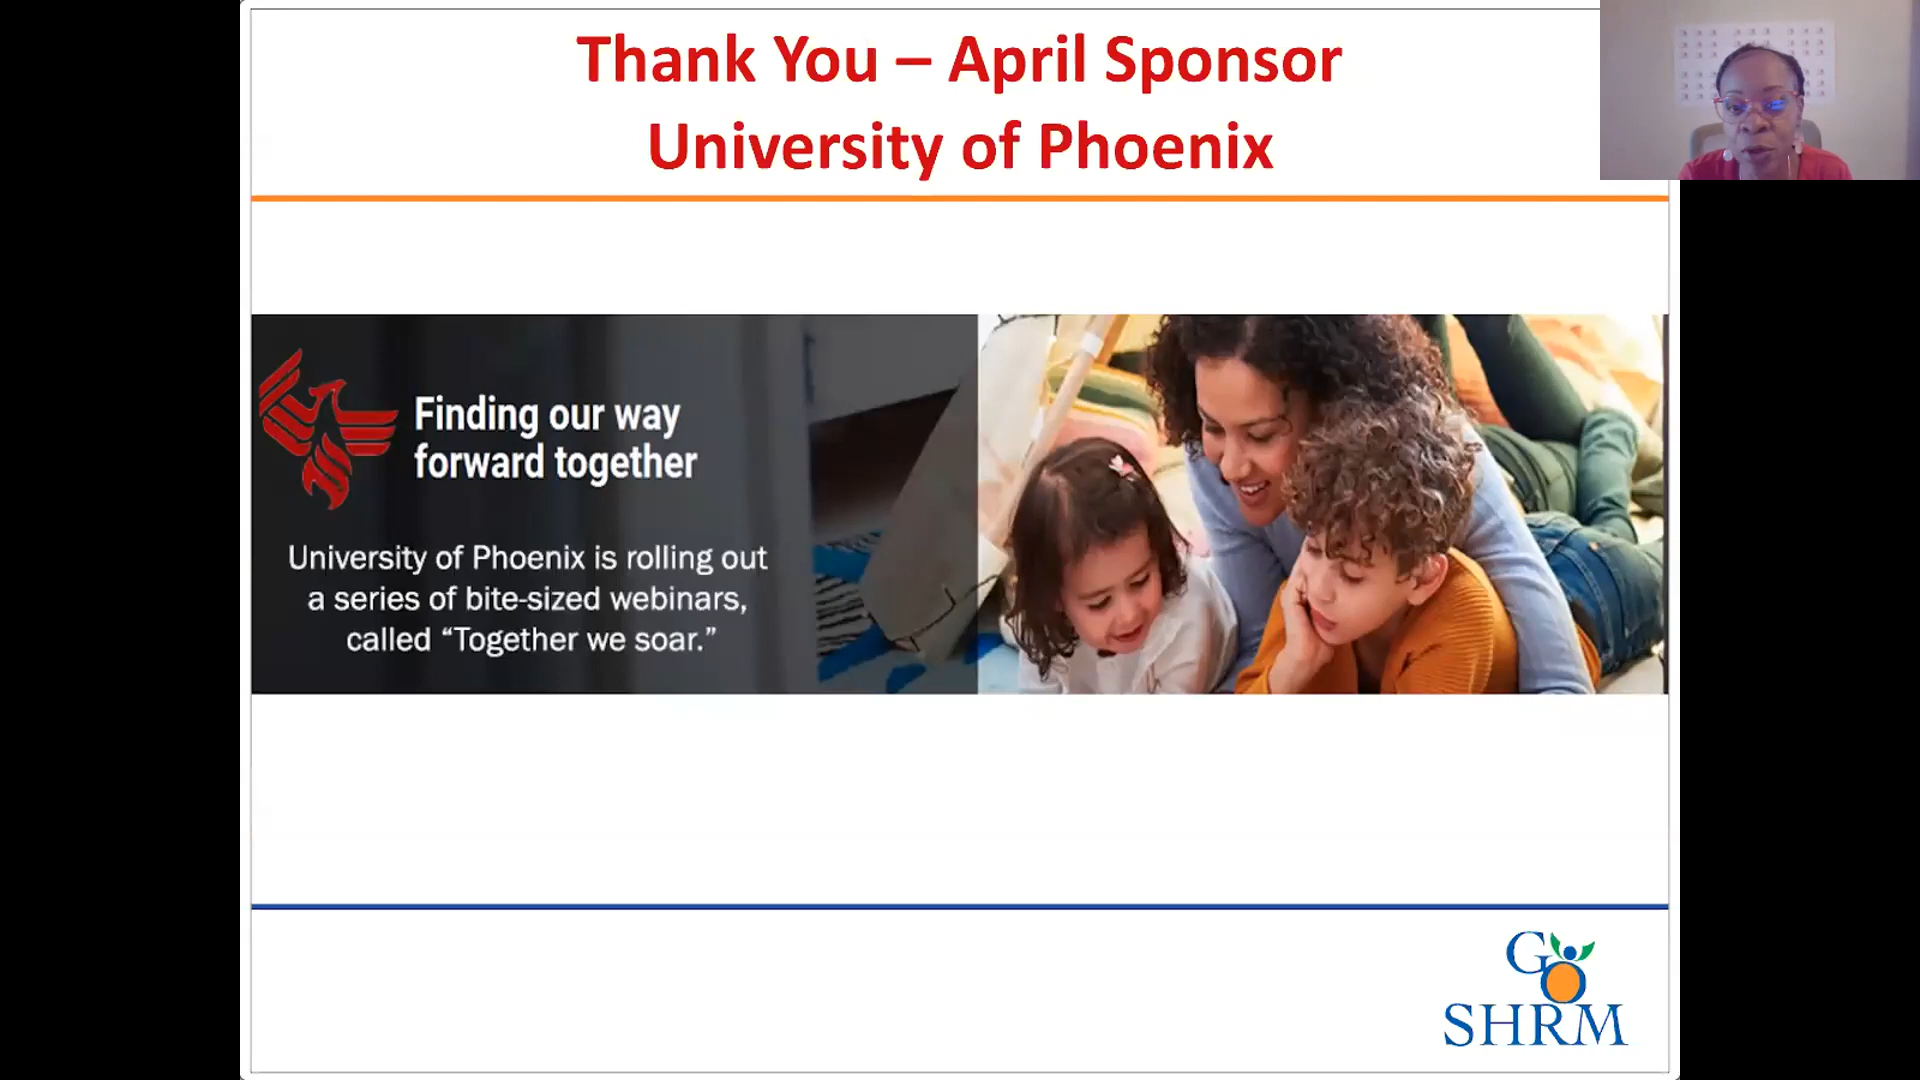 Thank You – April Sponsor
University of Phoenix
Finding our way
forward together
University of Phoenix is rolling out
a series of bite-sized webinars,
called “Together we soar.”
GO
SHRM